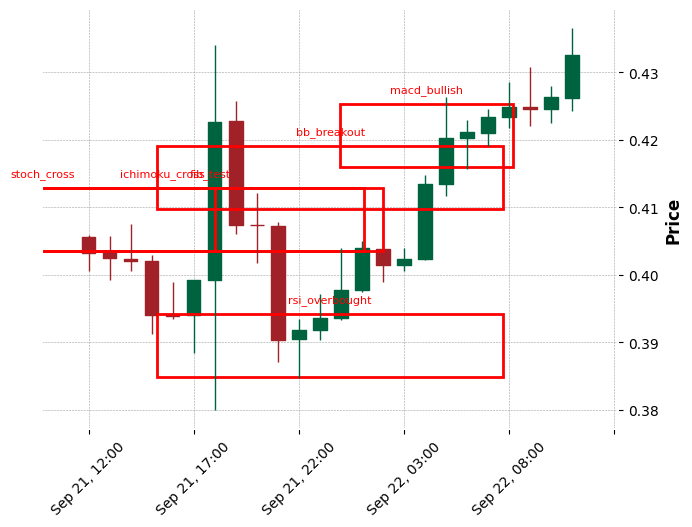 macd_bullish
0.43
bb_breakout
0.42
stoch_cross
ichimoku_cross
0.41
Price
0.40
rsi_overbought
0.39
0.38
Sep 21, 12:00
Sep 21, 17:00
Sep 21, 22:00
Sep 22, 03:00
Sep 22, 08:00